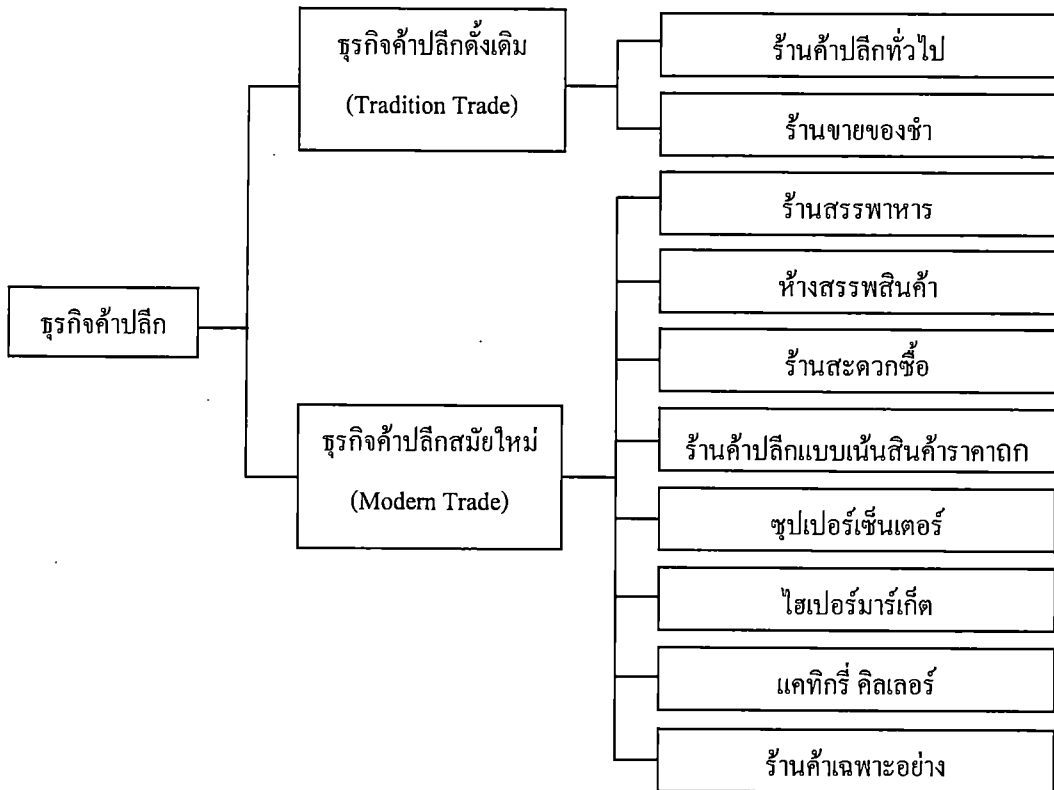 ธุรกิจค้าปลีก
ธุรกิจค้าปลีกดั้งเดิม
(Tradition Trade)
ร้านค้าปลีกทั่วไป
ร้านขายของชำ
ธุรกิจค้าปลีกสมัยใหม่
(Modern Trade)
ร้านสรรพาหาร
ห้างสรรพสินค้า
ร้านสะดวกซื้อ
ร้านค้าปลีกแบบเน้นสินค้าราคาถูก
ซุปเปอร์เซ็นเตอร์
ไฮเปอร์มาร์เก็ต
แคทิกรี่ คิลเลอร์
ร้านค้าเฉพาะอย่าง